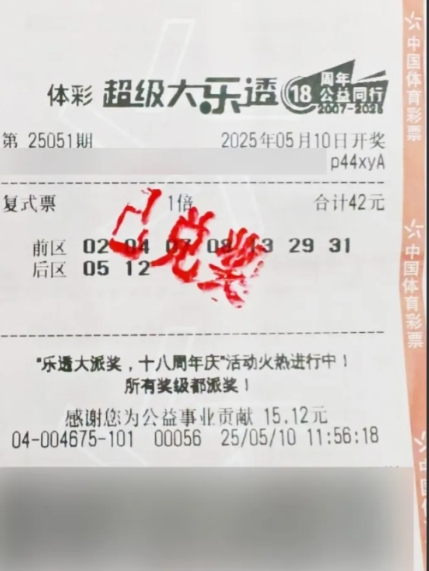 体彩 超级大乐透 18 周年 公益同行 2007-2025
第 25051期 2025年05月10日开奖
p44xyA
复式票 1倍 合计42元
已兑奖
前区 02 04 07 08 13 29 31
后区 05 12
"乐透大派奖，十八周年庆"活动火热进行中！
所有奖级都派奖！
感谢您为公益事业贡献 15.12元
04-004675-101 00056 25/05/10 11:56:18
中国体育彩票
中国体育彩票